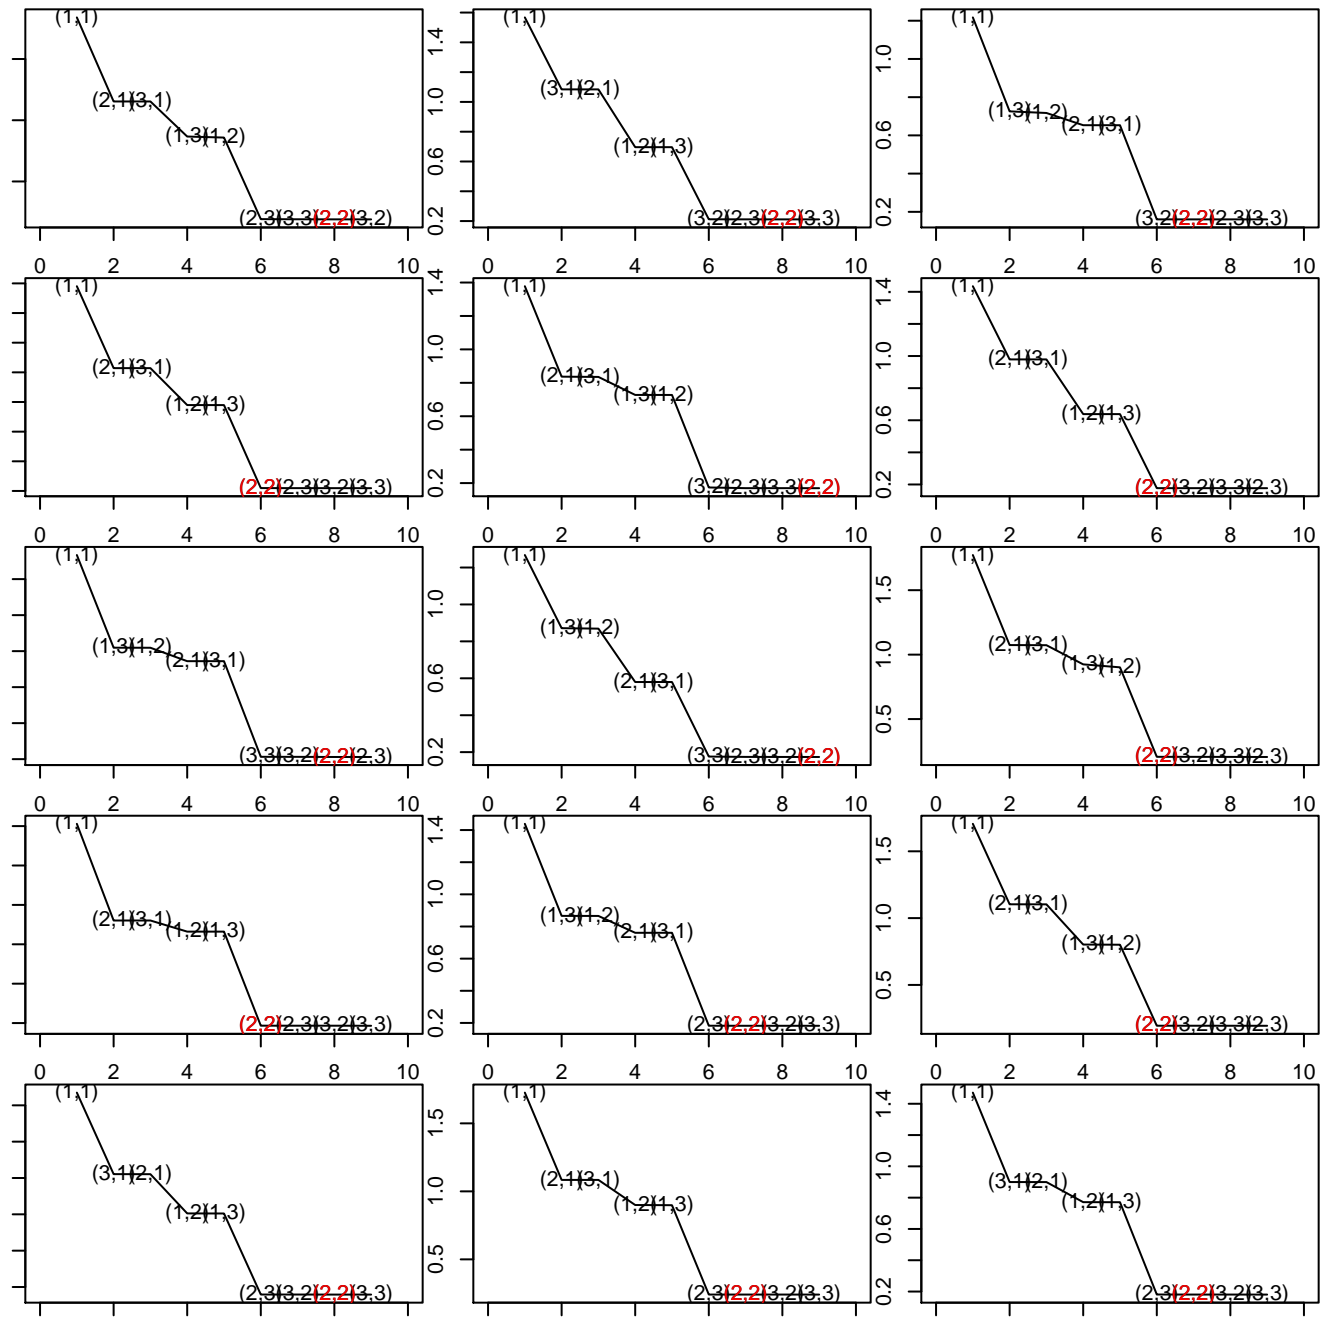 (1,1) (1,1) (1,1)
(2,1) (3,1) (3,1) (2,1) (1,3) (1,2)
(1,3) (1,2) (1,2) (1,3) (2,1) (3,1)
(2,3) (3,3) (2,2) (3,2) (3,2) (2,3) (2,2) (3,3) (3,2) (2,2) (2,3) (3,3)
0.2 0.6 1.0 1.4 0.2 0.6 1.0
0 2 4 6 8 10 0 2 4 6 8 10 0 2 4 6 8 10
(1,1) (1,1) (1,1)
(2,1) (3,1) (2,1) (3,1) (2,1) (3,1)
(1,2) (1,3) (1,3) (1,2) (1,2) (1,3)
(2,2) (2,3) (3,2) (3,3) (3,2) (2,3) (3,3) (2,2) (2,2) (3,2) (3,3) (2,3)
0.2 0.6 1.0 1.4 0.2 0.6 1.0 1.4
0 2 4 6 8 10 0 2 4 6 8 10 0 2 4 6 8 10
(1,1) (1,1) (1,1)
(1,3) (1,2) (1,3) (1,2) (2,1) (3,1)
(2,1) (3,1) (2,1) (3,1) (1,3) (1,2)
(3,3) (3,2) (2,2) (2,3) (3,3) (2,3) (3,2) (2,2) (2,2) (3,2) (3,3) (2,3)
0.2 0.6 1.0 0.5 1.0 1.5
0 2 4 6 8 10 0 2 4 6 8 10 0 2 4 6 8 10
(1,1) (1,1) (1,1)
(2,1) (3,1) (1,3) (1,2) (2,1) (3,1)
(1,2) (1,3) (2,1) (3,1) (1,3) (1,2)
(2,2) (2,3) (3,2) (3,3) (2,3) (2,2) (3,2) (3,3) (2,2) (3,2) (3,3) (2,3)
0.2 0.6 1.0 1.4 0.5 1.0 1.5
0 2 4 6 8 10 0 2 4 6 8 10 0 2 4 6 8 10
(1,1) (1,1) (1,1)
(3,1) (2,1) (2,1) (3,1) (3,1) (2,1)
(1,2) (1,3) (1,2) (1,3) (1,2) (1,3)
(2,3) (3,2) (2,2) (3,3) (2,3) (2,2) (3,2) (3,3) (2,3) (2,2) (3,2) (3,3)
0.5 1.0 1.5 0.2 0.6 1.0 1.4